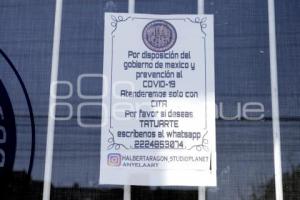 Por disposición del
gobierno de mexico y
prevención al
COVID-19
Atenderemos solo con
CITA
Por favor si deseas
TATUARTE
escribenos al whatsapp
2224853074.
HALBERTARAGON_STUDIOPLANET
ANYELAART